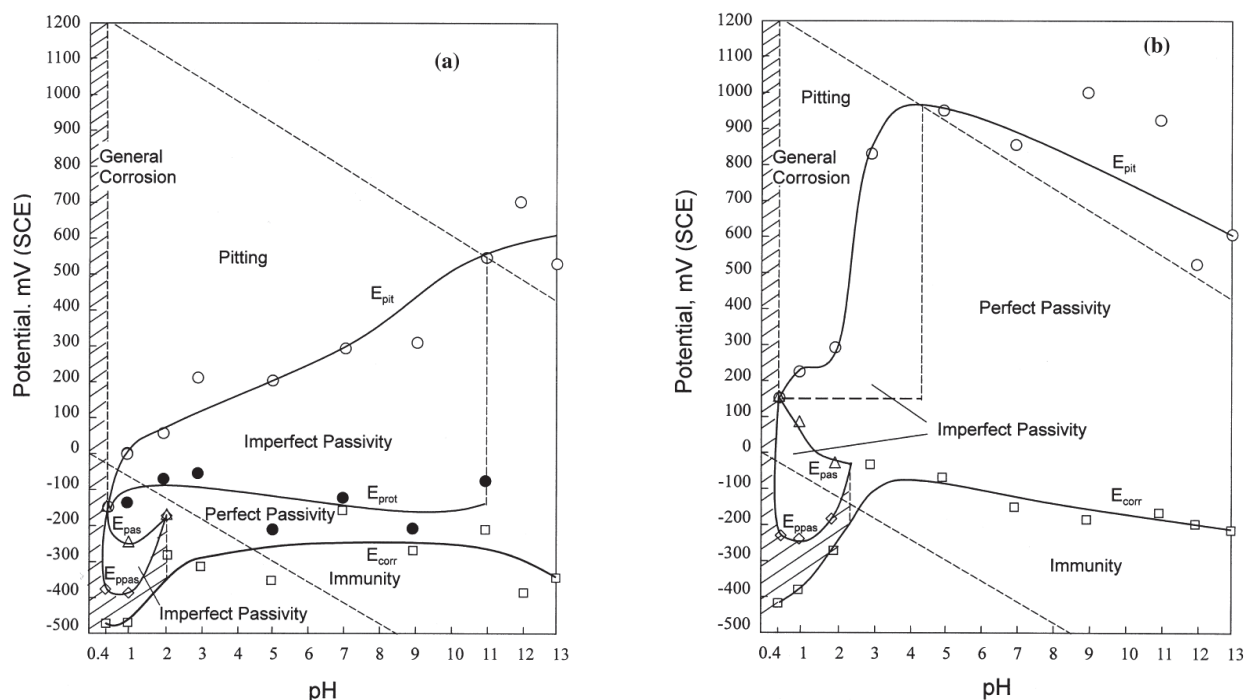 (a)
1200
1100
1000
900
800
700
600
500
400
300
200
100
0
-100
-200
-300
-400
-500
Potential. mV (SCE)
General
Corrosion
Pitting
E_pit
Imperfect Passivity
E_prot
E_pas
Perfect Passivity
E_corr
E_ppas
Immunity
Imperfect Passivity
0.4 1 2 3 4 5 6 7 8 9 10 11 12 13
pH
(b)
1200
1100
1000
900
800
700
600
500
400
300
200
100
0
-100
-200
-300
-400
-500
Potential, mV (SCE)
Pitting
General
Corrosion
E_pit
Perfect Passivity
Imperfect Passivity
E_pas
E_corr
E_ppas
Immunity
0.4 1 2 3 4 5 6 7 8 9 10 11 12 13
pH